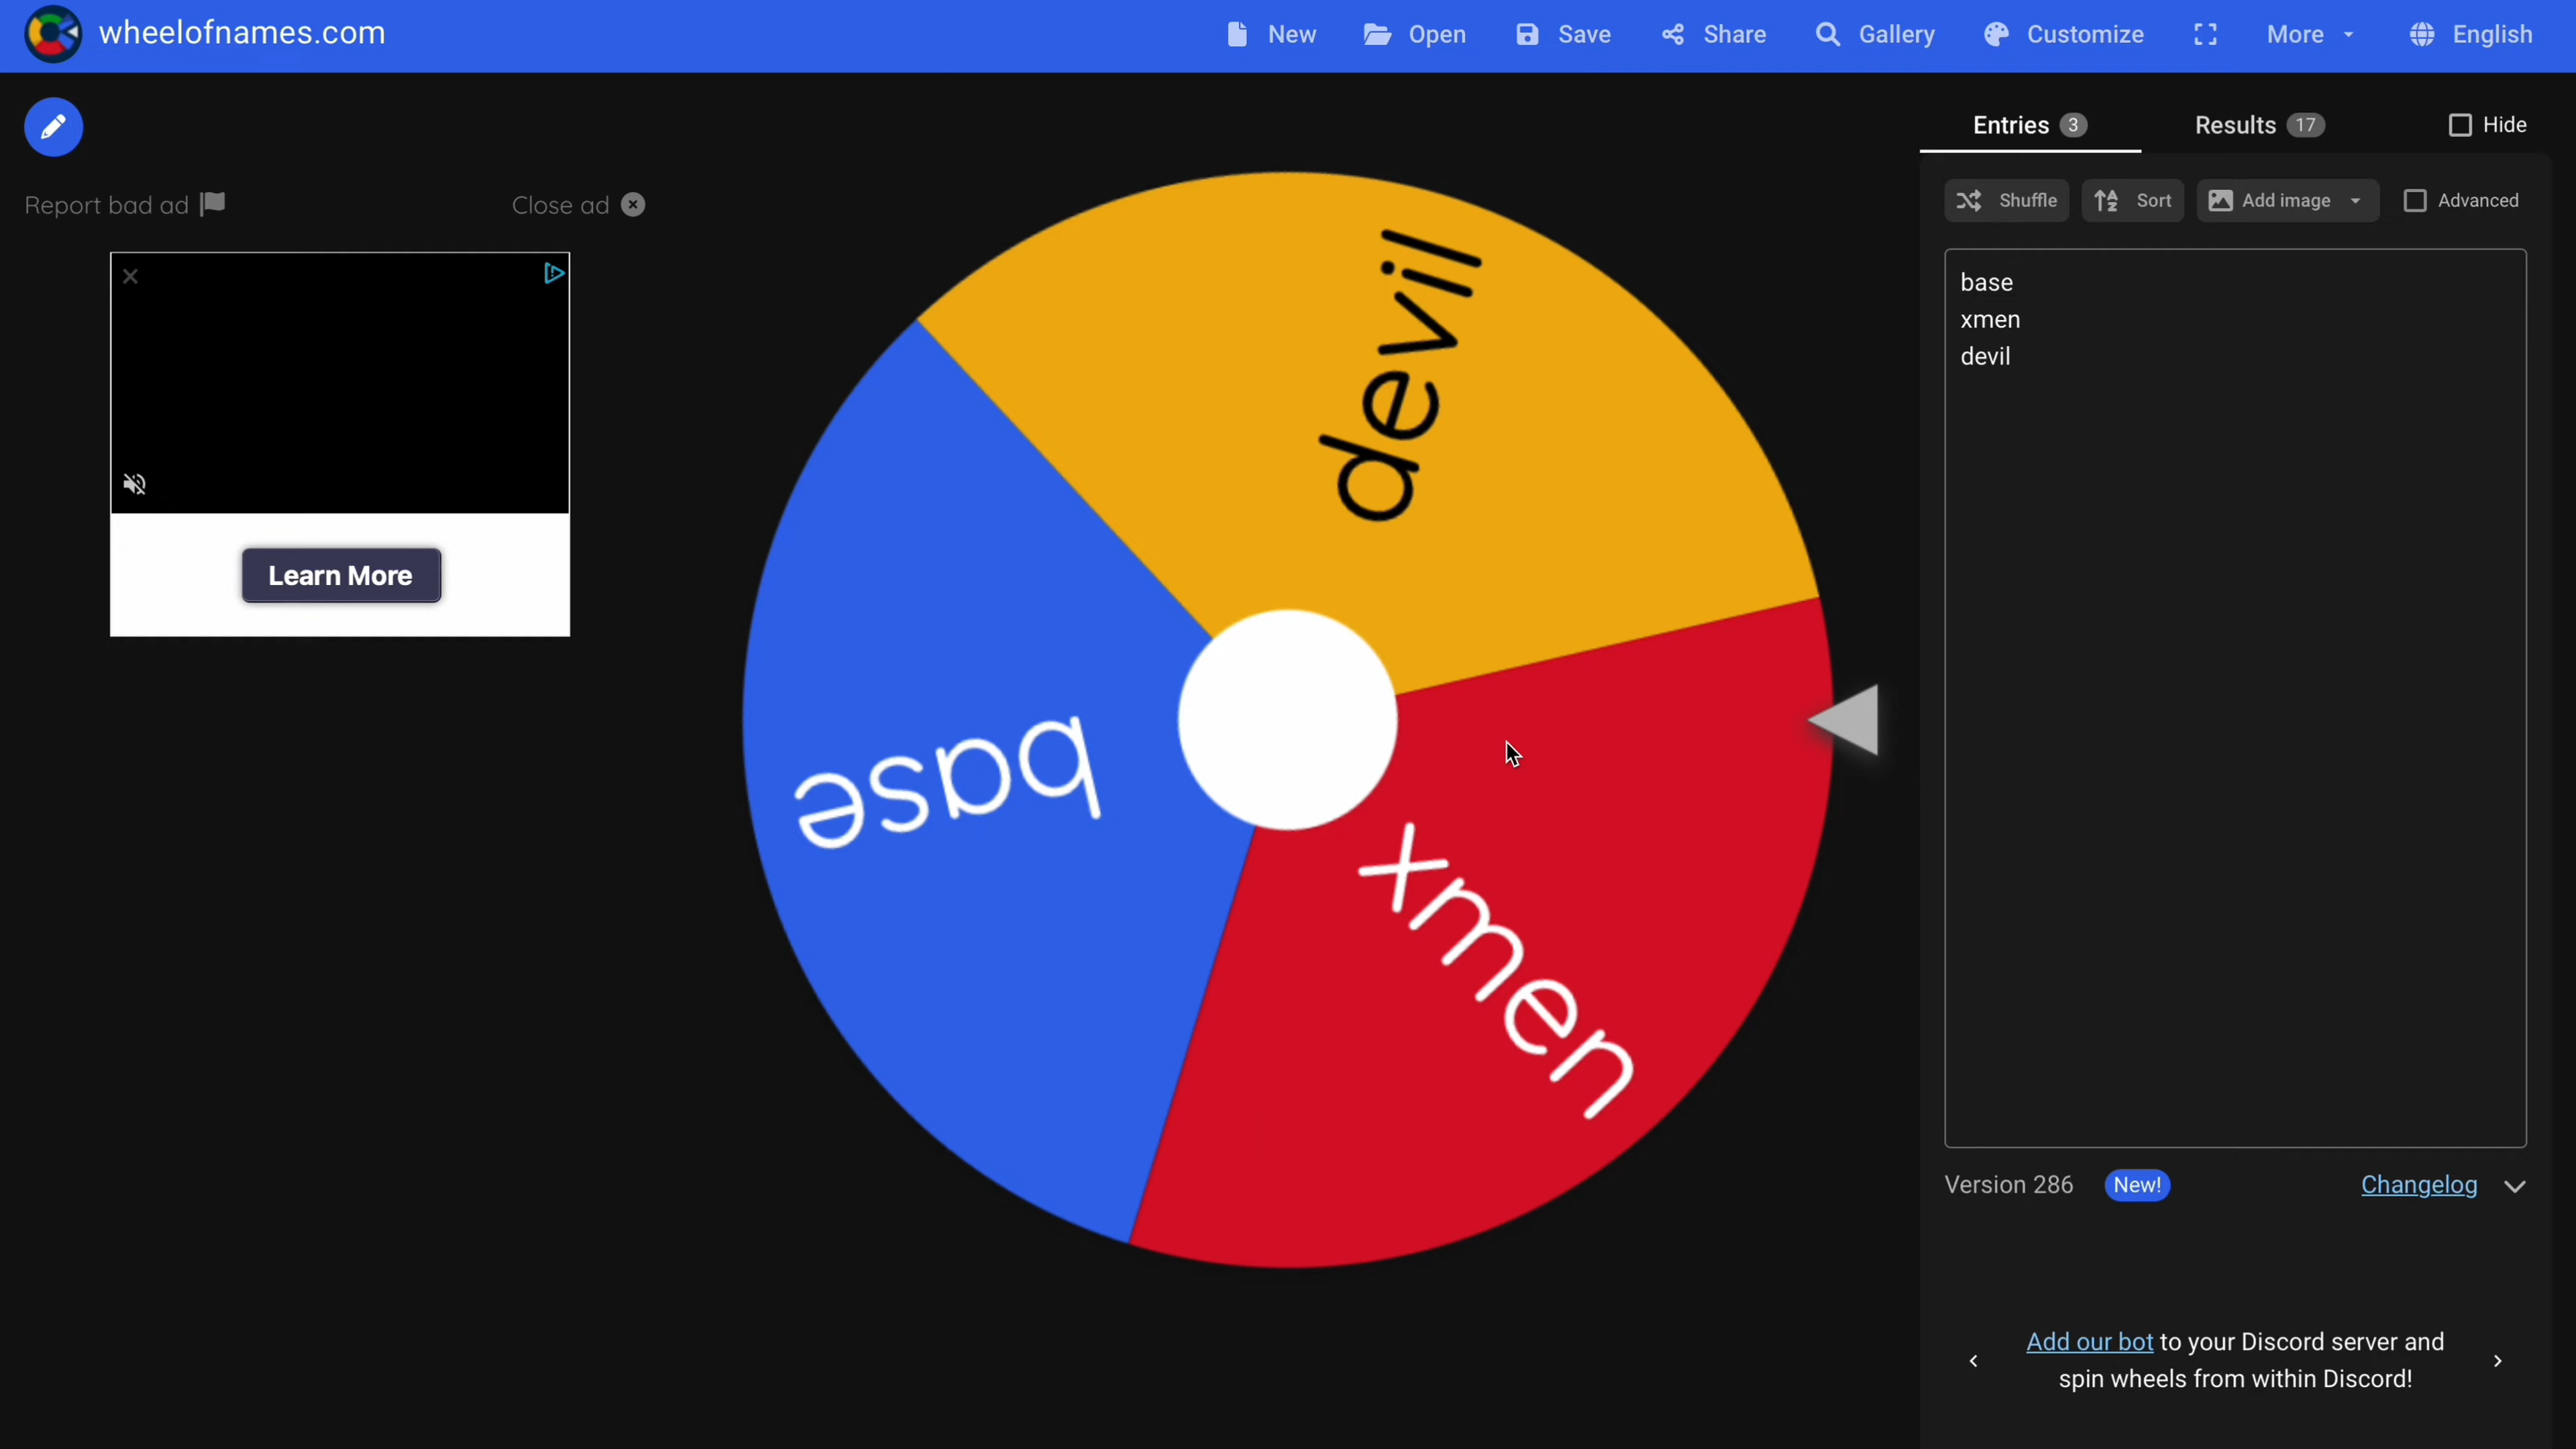 wheelofnames.com
New
Open
Save
Share
Gallery
Customize
More
English
Report bad ad
Close ad
Learn More
devil
base
xmen
Entries 3
Results 17
Hide
Shuffle
Sort
Add image
Advanced
base
xmen
devil
Version 286
New!
Changelog
Add our bot to your Discord server and
spin wheels from within Discord!